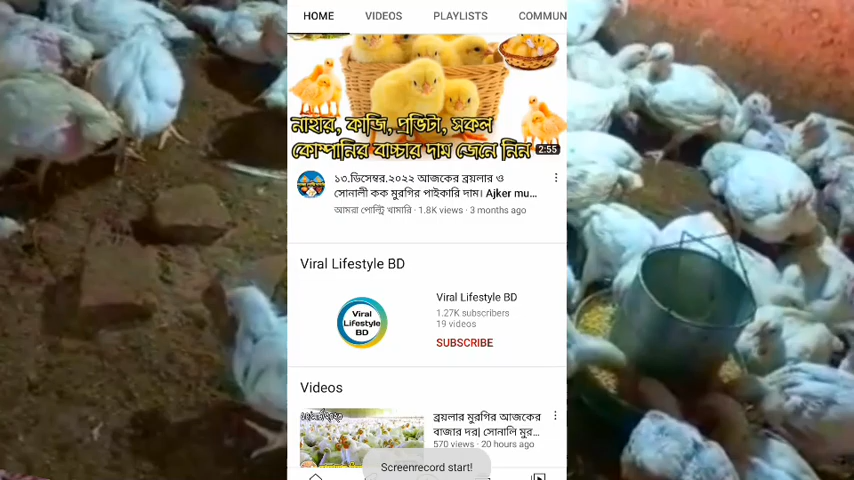 HOME VIDEOS PLAYLISTS COMMUN
নাহার, কাজি, প্রভিটা, সকল
কোম্পানির বাচ্চার দাম জেনে নিন
2:55
১৩.ডিসেম্বর.২০২২ আজকের ব্রয়লার ও
সোনালী কক মুরগির পাইকারি দাম। Ajker mu...
আমরা পোল্ট্রি খামারি · 1.8K views · 3 months ago
Viral Lifestyle BD
Viral
Lifestyle
BD
Viral Lifestyle BD
1.27K subscribers
19 videos
SUBSCRIBE
Videos
ব্রয়লার মুরগির আজকের
বাজার দর| সোনালি মুর...
570 views · 20 hours ago
Screenrecord start!